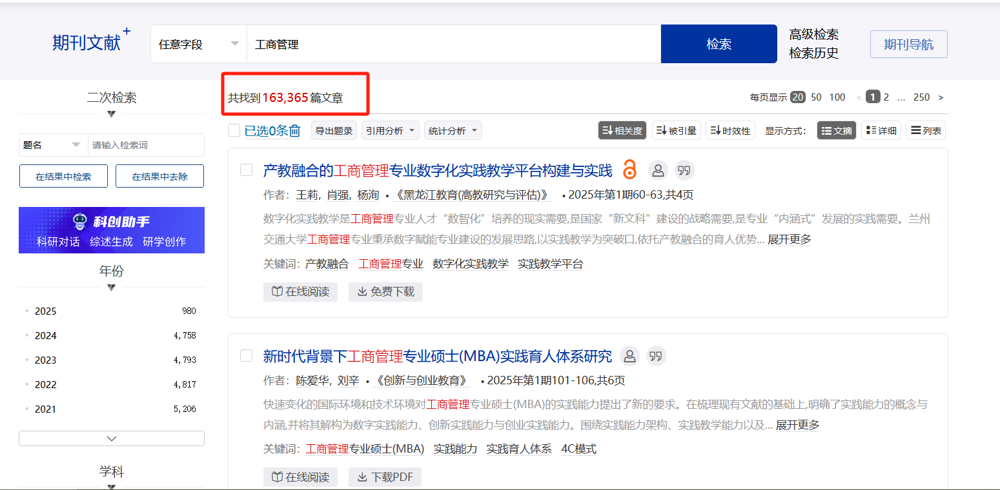 期刊文献+
任意字段 工商管理 检索 高级检索 期刊导航
检索历史
二次检索
题名 请输入检索词
在结果中检索 在结果中去除
科创助手
科研对话 综述生成 研学创作
年份
2025 980
2024 4,758
2023 4,793
2022 4,817
2021 5,206
学科
共找到163,365篇文章 每页显示 20 50 100 < 1 2 ... 250 >
已选0条 导出题录 引用分析 统计分析 相关度 被引量 时效性 显示方式: 文摘 详细 列表
产教融合的工商管理专业数字化实践教学平台构建与实践
作者: 王莉, 肖强, 杨洵 •《黑龙江教育(高教研究与评估)》 •2025年第1期60-63,共4页
数字化实践教学是工商管理专业人才“数智化”培养的现实需要,是国家“新文科”建设的战略需要,是专业“内涵式”发展的实践需要。兰州
交通大学工商管理专业秉承数字赋能专业建设的发展思路,以实践教学为突破口,依托产教融合的育人优势... 展开更多
关键词: 产教融合 工商管理专业 数字化实践教学 实践教学平台
在线阅读 免费下载
新时代背景下工商管理专业硕士(MBA)实践育人体系研究
作者: 陈爱华, 刘辛 •《创新与创业教育》 •2025年第1期101-106,共6页
快速变化的国际环境和技术环境对工商管理专业硕士(MBA)的实践能力提出了新的要求。在梳理现有文献的基础上,明确了实践能力的概念与
内涵,并将其解构为数字实践能力、创新实践能力与创业实践能力。围绕实践能力架构、实践教学能力以及... 展开更多
关键词: 工商管理专业硕士(MBA) 实践能力 实践育人体系 4C模式
在线阅读 下载PDF